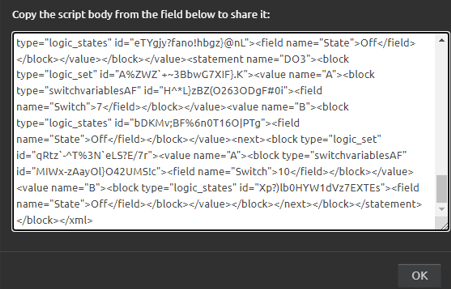 Copy the script body from the field below to share it:
type="logic_states" id="eTYgjy?fano!hbgz}@nL"><field name="State">Off</field>
</block></value></block></value><statement name="DO3"><block
type="logic_set" id="A%ZWZ`+~3BbwG7XIF}.K"><value name="A"><block
type="switchvariablesAF" id="H^*L}zBZ(O263ODgF#0i"><field
name="Switch">7</field></block></value><value name="B"><block
type="logic_states" id="bDKMv;BF%6n0T16O|PTg"><field
name="State">Off</field></block></value><next><block type="logic_set"
id="qRtz`-^T%3N`eLS?E/7r"><value name="A"><block type="switchvariablesAF"
id="MIWx-zAayOl}O42UMS!c"><field name="Switch">10</field></block></value>
<value name="B"><block type="logic_states" id="Xp?)lb0HYW1dVz7EXTEs"><field
name="State">Off</field></block></value></block></next></block></statement>
</block></xml>
OK